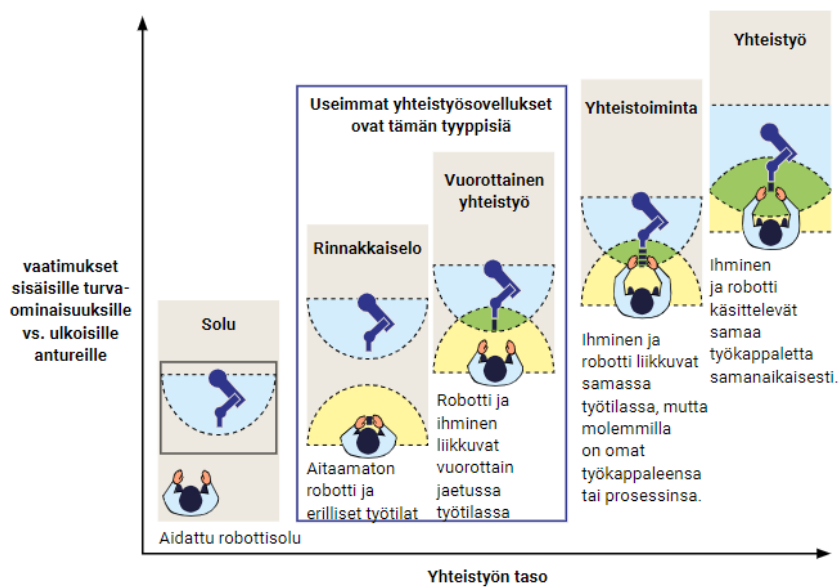 Yhteistyö
Useimmat yhteistyösovellukset
ovat tämän tyyppisiä
Yhteistoiminta
Vuorottainen
yhteistyö
Rinnakkaiselo
vaatimukset
sisäisille turva-
ominaisuuksille
vs. ulkoisille
antureille
Solu
Ihminen
ja robotti
käsittelevät
samaa
työkappaletta
samanaikaisesti.
Ihminen ja
robotti liikkuvat
samassa
työtilassa, mutta
molemmilla
on omat
työkappaleensa
tai prosessinsa.
Robotti ja
ihminen
liikkuvat
vuorottain
jaetussa
työtilassa
Aitaamaton
robotti ja
erilliset työtilat
Aidattu robottisolu
Yhteistyön taso